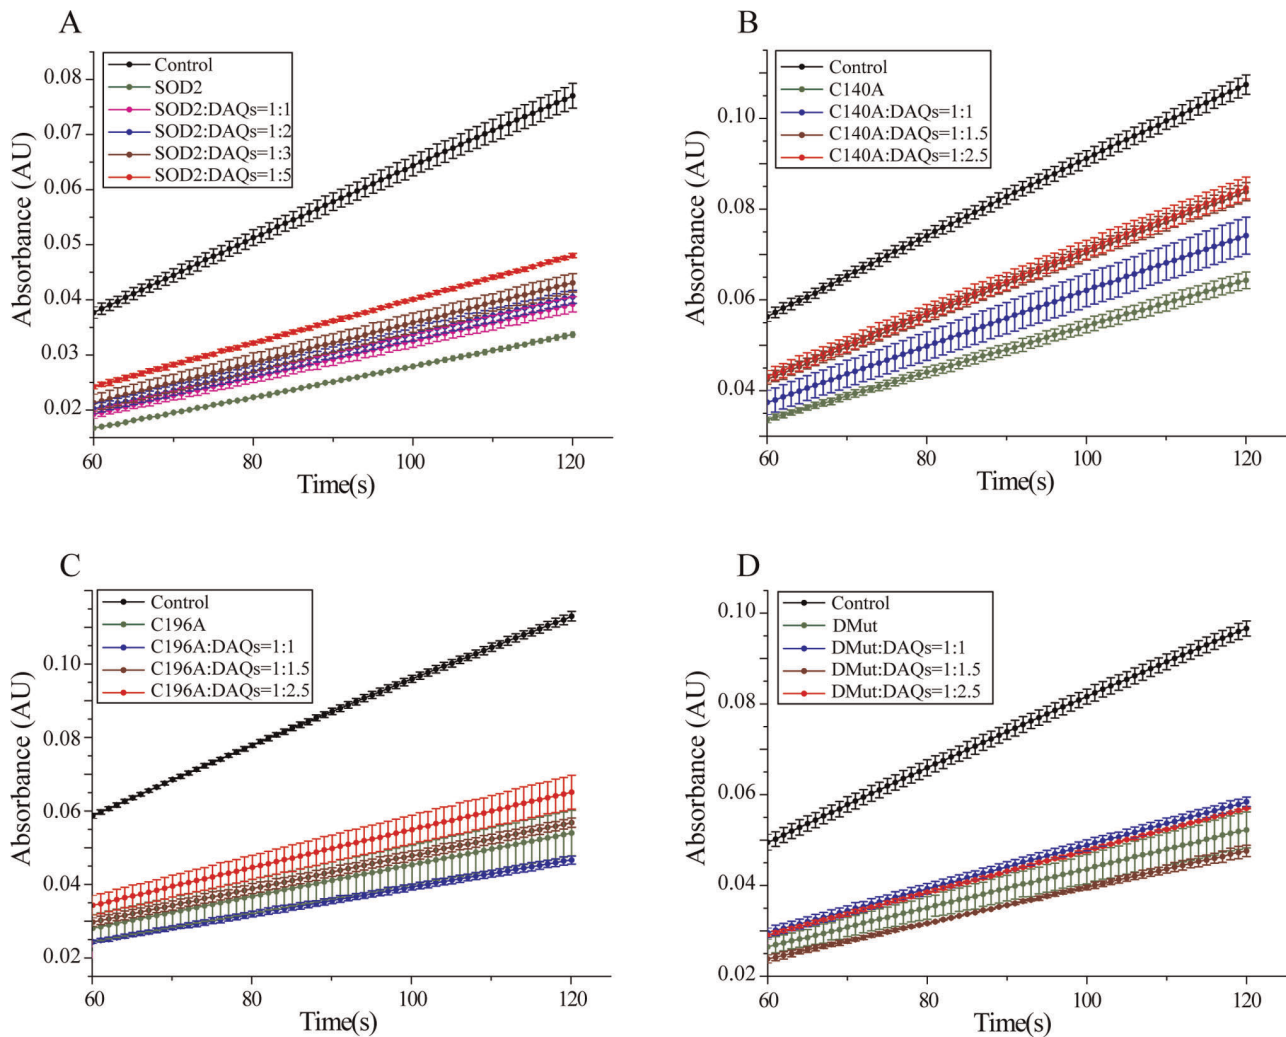 A
Control
SOD2
SOD2:DAQs=1:1
SOD2:DAQs=1:2
SOD2:DAQs=1:3
SOD2:DAQs=1:5
0.08
0.07
0.06
0.05
0.04
0.03
0.02
Absorbance (AU)
60 80 100 120
Time(s)
B
Control
C140A
C140A:DAQs=1:1
C140A:DAQs=1:1.5
C140A:DAQs=1:2.5
0.10
0.08
0.06
0.04
Absorbance (AU)
60 80 100 120
Time(s)
C
Control
C196A
C196A:DAQs=1:1
C196A:DAQs=1:1.5
C196A:DAQs=1:2.5
0.10
0.08
0.06
0.04
0.02
Absorbance (AU)
60 80 100 120
Time(s)
D
Control
DMut
DMut:DAQs=1:1
DMut:DAQs=1:1.5
DMut:DAQs=1:2.5
0.10
0.08
0.06
0.04
0.02
Absorbance (AU)
60 80 100 120
Time(s)